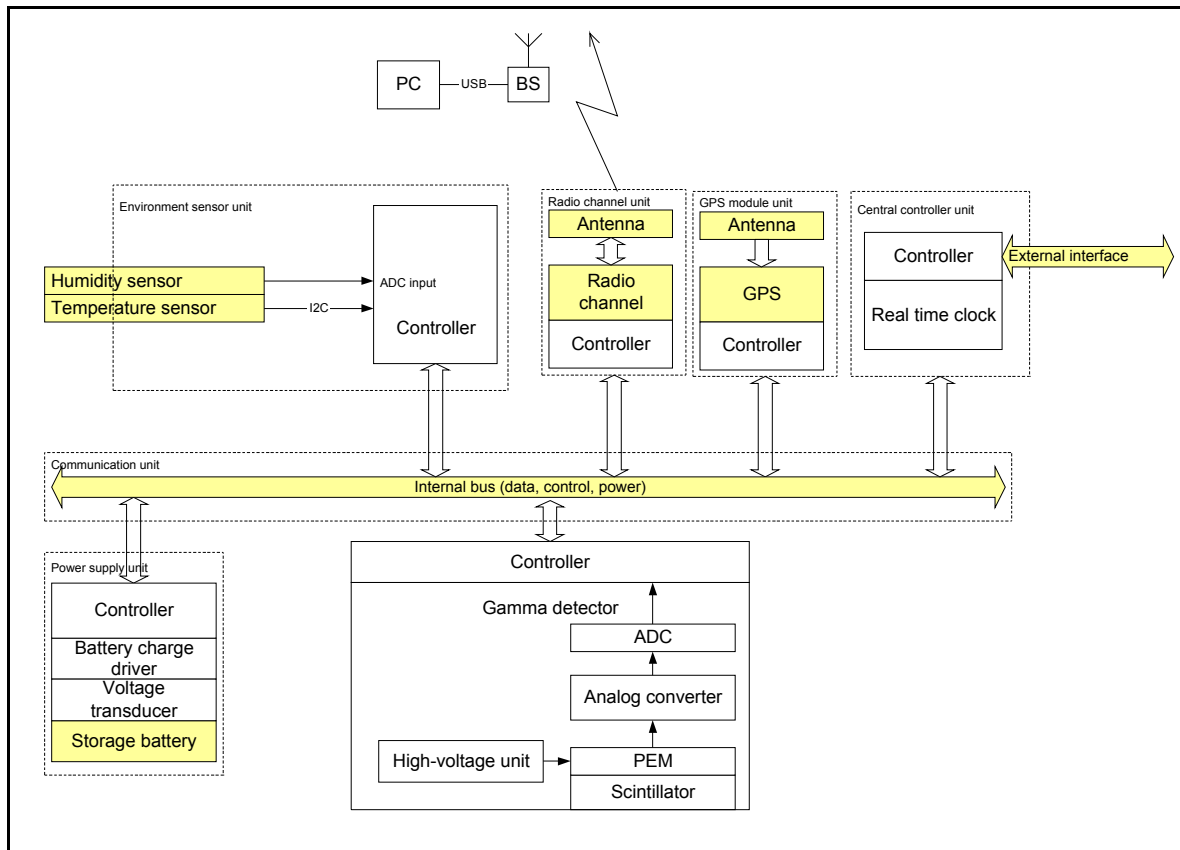 PC
USB
BS
Environment sensor unit
Humidity sensor
Temperature sensor
I2C
ADC input
Controller
Radio channel unit
Antenna
Radio
channel
Controller
GPS module unit
Antenna
GPS
Controller
Central controller unit
Controller
Real time clock
External interface
Communication unit
Internal bus (data, control, power)
Power supply unit
Controller
Battery charge
driver
Voltage
transducer
Storage battery
Controller
Gamma detector
ADC
Analog converter
High-voltage unit
PEM
Scintillator